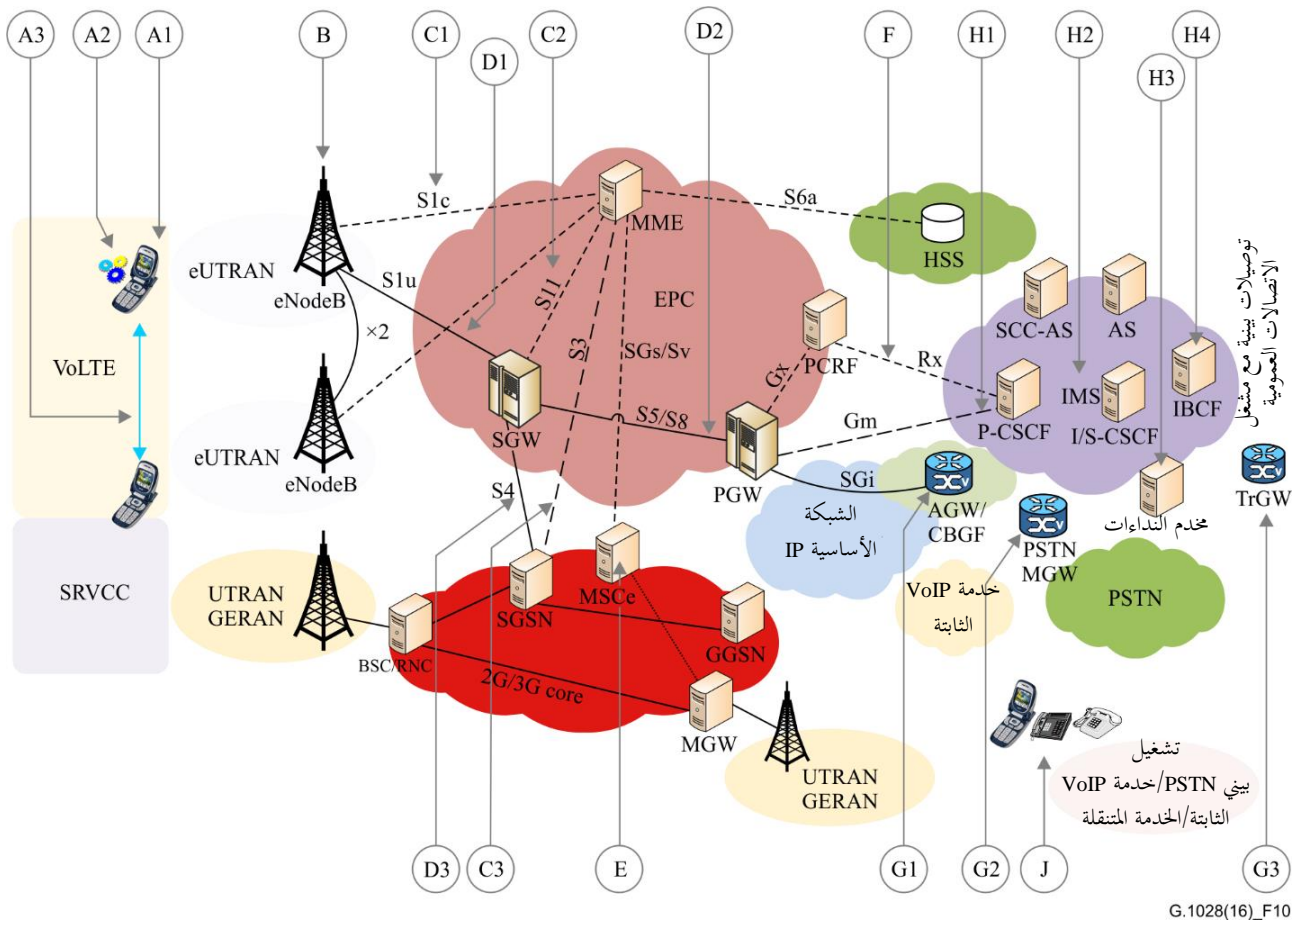 A3
A2
A1
B
C1
D1
C2
D2
F
H1
H2
H3
H4
توصيلات بينية مع مشغل
الاتصالات العمومية
S1c
MME
S6a
HSS
eUTRAN
eNodeB
S1u
×2
S11
S3
EPC
SGs/Sv
PCRF
Gx
Rx
SCC-AS
AS
IMS
IBCF
P-CSCF
I/S-CSCF
VoLTE
SGW
S5/S8
PGW
Gm
SGi
eUTRAN
eNodeB
S4
الشبكة
الأساسية IP
AGW/
CBGF
PSTN
MGW
مخدم النداءات
TrGW
SRVCC
UTRAN
GERAN
BSC/RNC
SGSN
MSCe
GGSN
2G/3G core
MGW
خدمة VoIP
الثابتة
PSTN
UTRAN
GERAN
تشغيل
بيني PSTN/خدمة VoIP
الثابتة/الخدمة المتنقلة
D3
C3
E
G1
G2
J
G3
G.1028(16)_F10